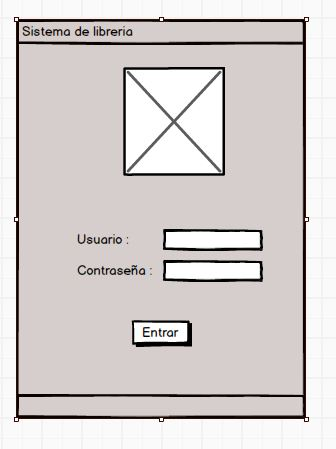 Sistema de libreria
Usuario :
Contraseña :
Entrar